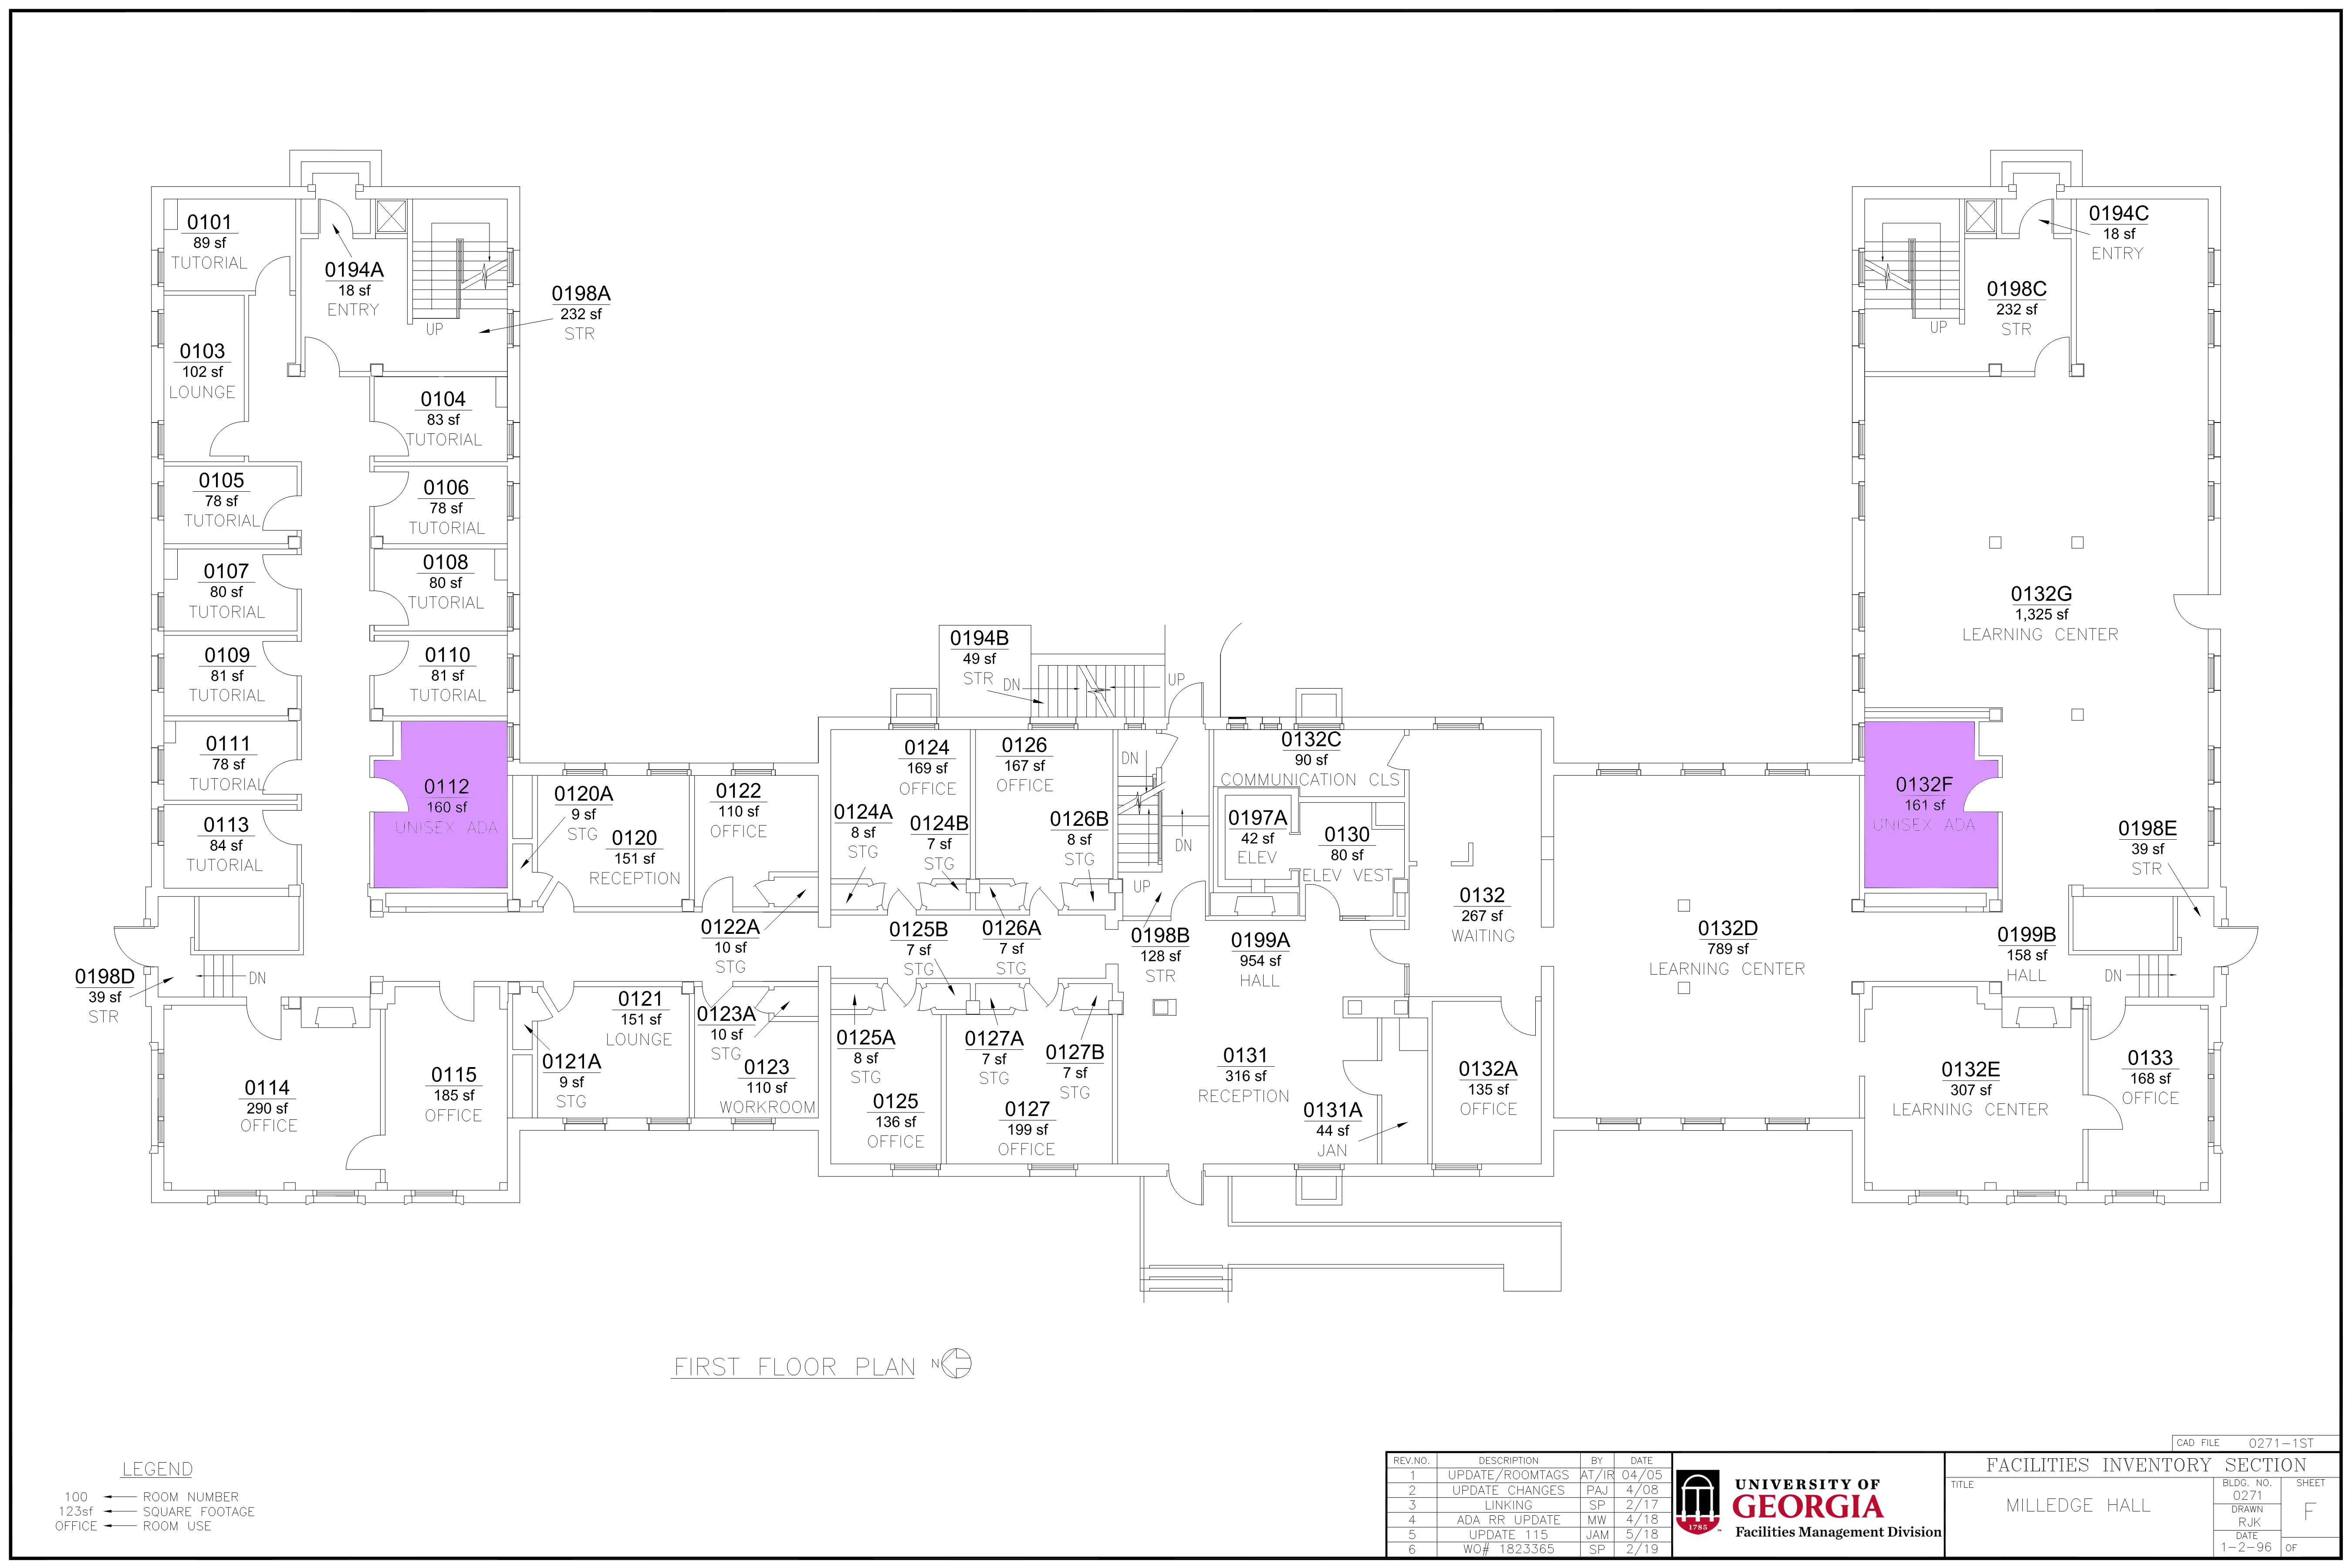 0101
89 sf
TUTORIAL
0194A
18 sf
ENTRY
UP
0198A
232 sf
STR
0103
102 sf
LOUNGE
0104
83 sf
TUTORIAL
0105
78 sf
TUTORIAL
0106
78 sf
TUTORIAL
0107
80 sf
TUTORIAL
0108
80 sf
TUTORIAL
0109
81 sf
TUTORIAL
0110
81 sf
TUTORIAL
0111
78 sf
TUTORIAL
0112
160 sf
UNISEX ADA
0113
84 sf
TUTORIAL
0198D
39 sf
STR
DN
0114
290 sf
OFFICE
0115
185 sf
OFFICE
0120A
9 sf
STG
0120
151 sf
RECEPTION
0122
110 sf
OFFICE
0122A
10 sf
STG
0121
151 sf
LOUNGE
0121A
9 sf
STG
0123A
10 sf
STG
0123
110 sf
WORKROOM
0124
169 sf
OFFICE
0124A
8 sf
STG
0124B
7 sf
STG
0126
167 sf
OFFICE
0126B
8 sf
STG
0125B
7 sf
STG
0126A
7 sf
STG
0125A
8 sf
STG
0125
136 sf
OFFICE
0127A
7 sf
STG
0127B
7 sf
STG
0127
199 sf
OFFICE
0194B
49 sf
STR
DN
UP
DN
DN
UP
0198B
128 sf
STR
0132C
90 sf
COMMUNICATION CLS
0197A
42 sf
ELEV
0130
80 sf
ELEV VEST
0199A
954 sf
HALL
0131
316 sf
RECEPTION
0131A
44 sf
JAN
0132
267 sf
WAITING
0132A
135 sf
OFFICE
0132D
789 sf
LEARNING CENTER
0194C
18 sf
ENTRY
0198C
232 sf
STR
UP
0132G
1,325 sf
LEARNING CENTER
0132F
161 sf
UNISEX ADA
0198E
39 sf
STR
0199B
158 sf
HALL
DN
0132E
307 sf
LEARNING CENTER
0133
168 sf
OFFICE
FIRST FLOOR PLAN
N
LEGEND
100 ROOM NUMBER
123sf SQUARE FOOTAGE
OFFICE ROOM USE
REV.NO. DESCRIPTION BY DATE
1 UPDATE/ROOMTAGS AT/IR 04/05
2 UPDATE CHANGES PAJ 4/08
3 LINKING SP 2/17
4 ADA RR UPDATE MW 4/18
5 UPDATE 115 JAM 5/18
6 WO# 1823365 SP 2/19
1785
UNIVERSITY OF
GEORGIA
Facilities Management Division
CAD FILE 0271-1ST
FACILITIES INVENTORY SECTION
TITLE
MILLEDGE HALL
BLDG. NO.
0271
DRAWN
RJK
DATE
1-2-96
SHEET
F
OF